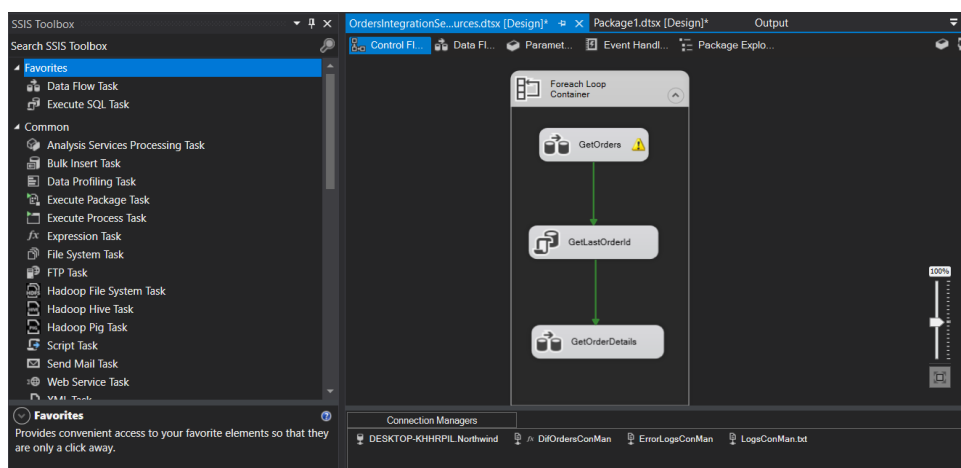 SSIS Toolbox
Search SSIS Toolbox
Favorites
Data Flow Task
Execute SQL Task
Common
Analysis Services Processing Task
Bulk Insert Task
Data Profiling Task
Execute Package Task
Execute Process Task
fx Expression Task
File System Task
FTP Task
Hadoop File System Task
Hadoop Hive Task
Hadoop Pig Task
Script Task
Send Mail Task
Web Service Task
XML Task
Favorites
Provides convenient access to your favorite elements so that they
are only a click away.
OrdersIntegrationSe...urces.dtsx [Design]* Package1.dtsx [Design]* Output
Control Fl... Data Fl... Paramet... Event Handl... Package Explo...
Foreach Loop
Container
GetOrders
GetLastOrderId
GetOrderDetails
100%
Connection Managers
DESKTOP-KHHRPIL.Northwind fx DifOrdersConMan ErrorLogsConMan LogsConMan.txt